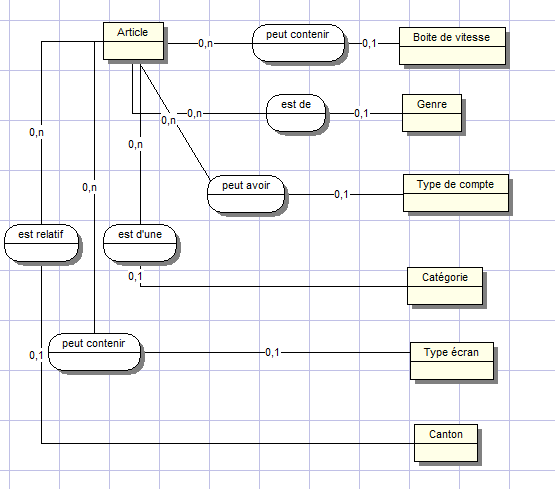 Article
0,n
peut contenir
0,1
Boite de vitesse
0,n
est de
0,1
Genre
0,n
0,n
0,n
0,n
peut avoir
0,1
Type de compte
est relatif
est d'une
0,1
Catégorie
0,1
peut contenir
0,1
Type écran
Canton